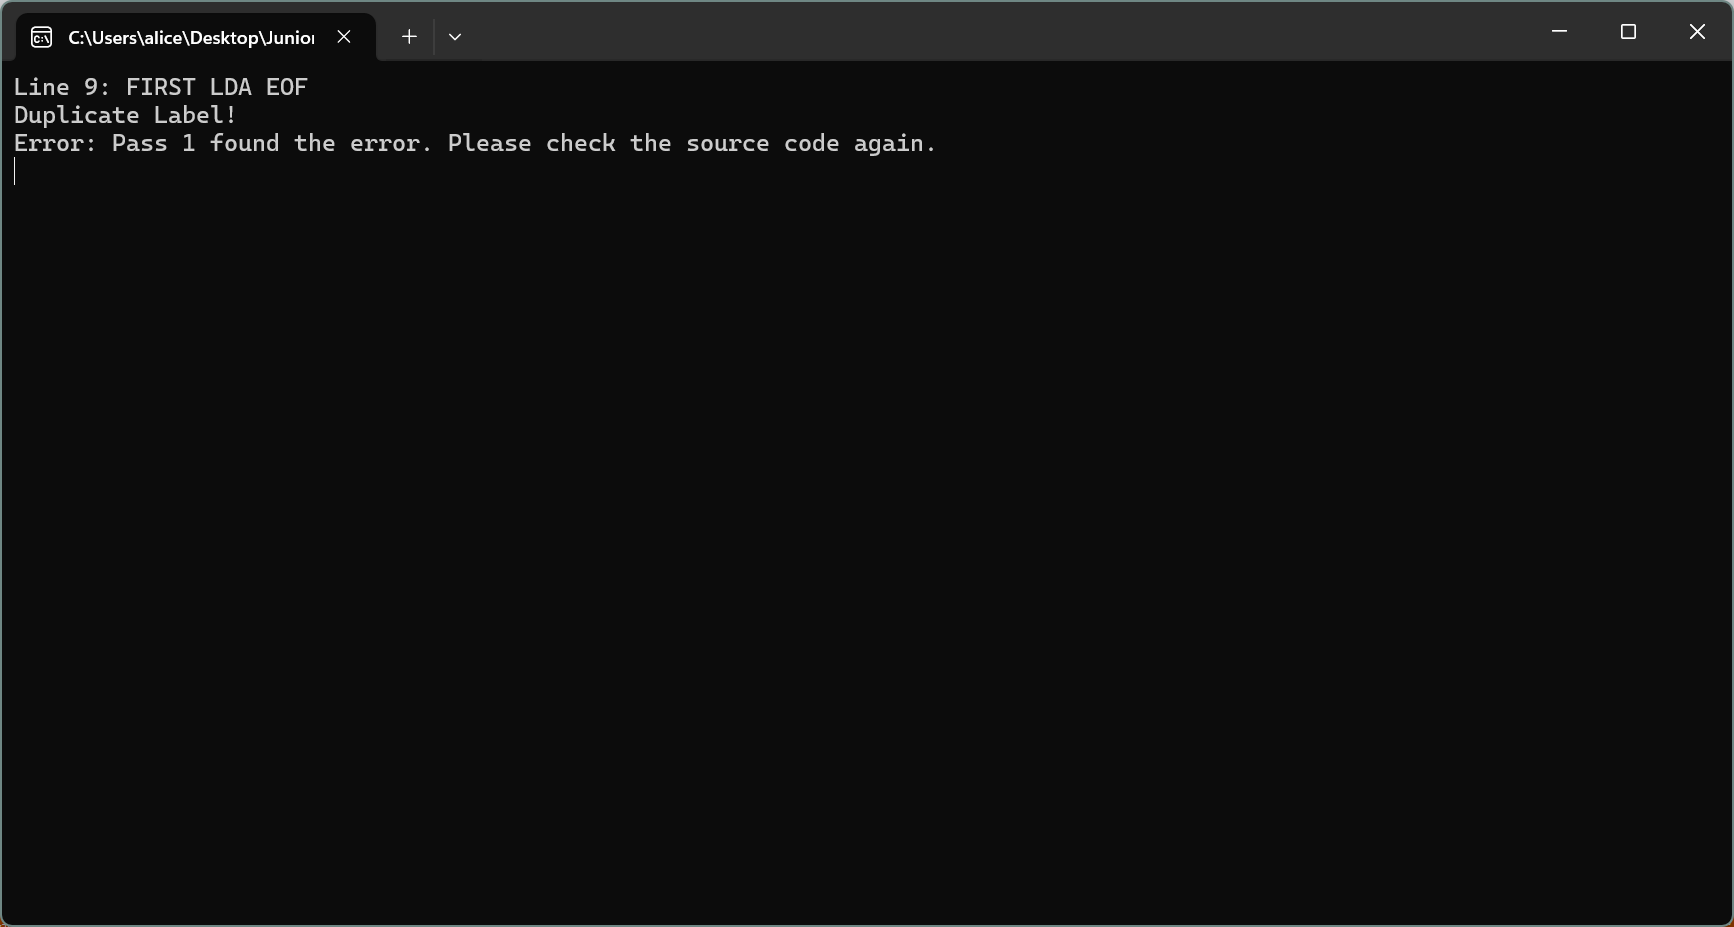 C:\Users\alice\Desktop\Junior
Line 9: FIRST LDA EOF
Duplicate Label!
Error: Pass 1 found the error. Please check the source code again.